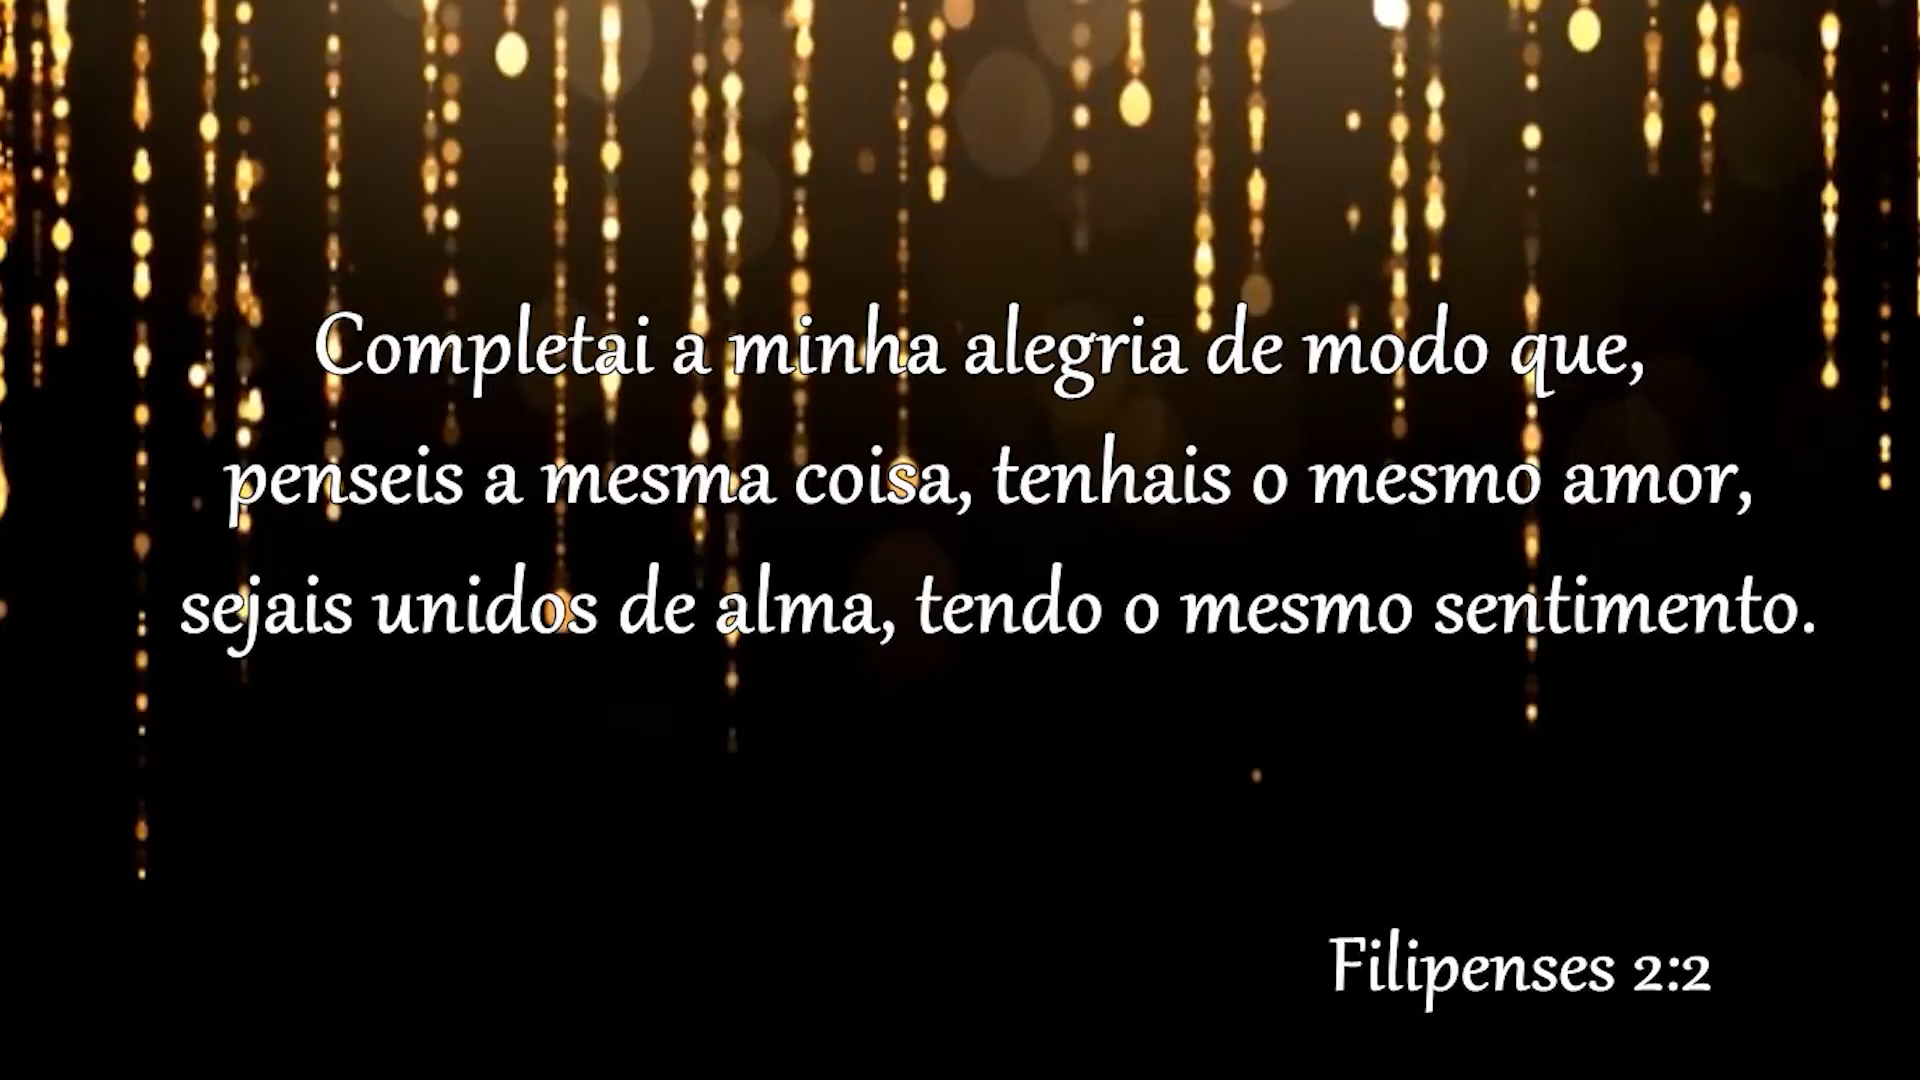 Completai a minha alegria de modo que,
penseis a mesma coisa, tenhais o mesmo amor,
sejais unidos de alma, tendo o mesmo sentimento.
Filipenses 2:2